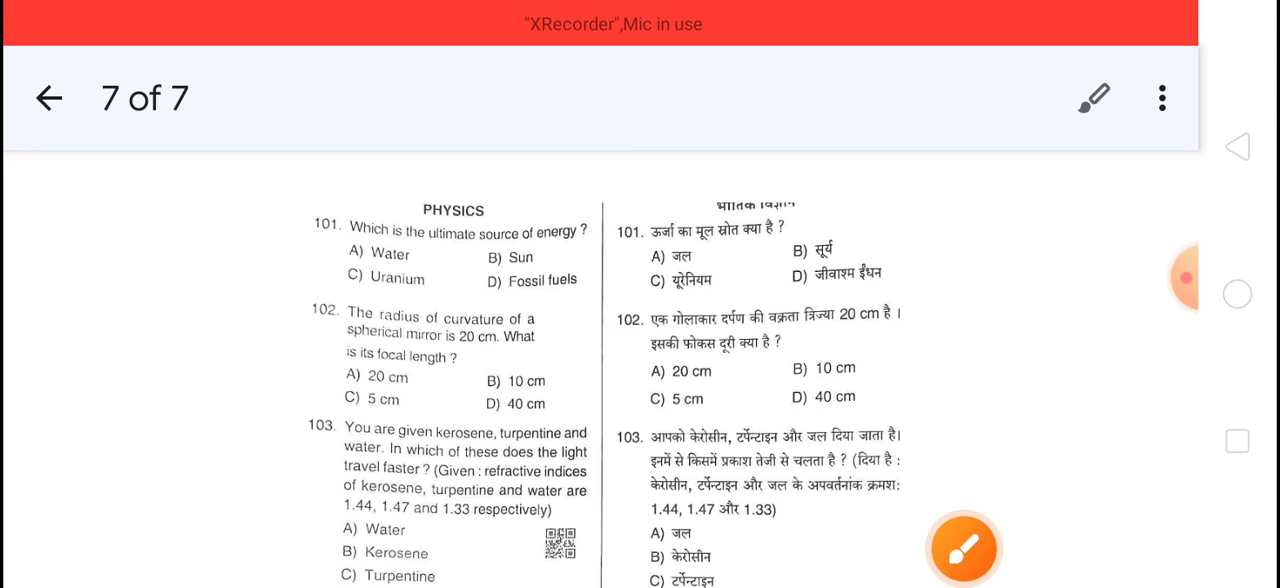 "XRecorder",Mic in use
7 of 7
PHYSICS
101. Which is the ultimate source of energy ?
A) Water B) Sun
C) Uranium D) Fossil fuels
102. The radius of curvature of a
spherical mirror is 20 cm. What
is its focal length ?
A) 20 cm B) 10 cm
C) 5 cm D) 40 cm
103. You are given kerosene, turpentine and
water. In which of these does the light
travel faster ? (Given : refractive indices
of kerosene, turpentine and water are
1.44, 1.47 and 1.33 respectively)
A) Water
B) Kerosene
C) Turpentine
भौतिक विज्ञान
101. ऊर्जा का मूल स्रोत क्या है ?
A) जल B) सूर्य
C) यूरेनियम D) जीवाश्म ईंधन
102. एक गोलाकार दर्पण की वक्रता त्रिज्या 20 cm है ।
इसकी फोकस दूरी क्या है ?
A) 20 cm B) 10 cm
C) 5 cm D) 40 cm
103. आपको केरोसीन, टर्पेन्टाइन और जल दिया जाता है।
इनमें से किसमें प्रकाश तेजी से चलता है ? (दिया है :
केरोसीन, टर्पेन्टाइन और जल के अपवर्तनांक क्रमश:
1.44, 1.47 और 1.33)
A) जल
B) केरोसीन
C) टर्पेन्टाइन